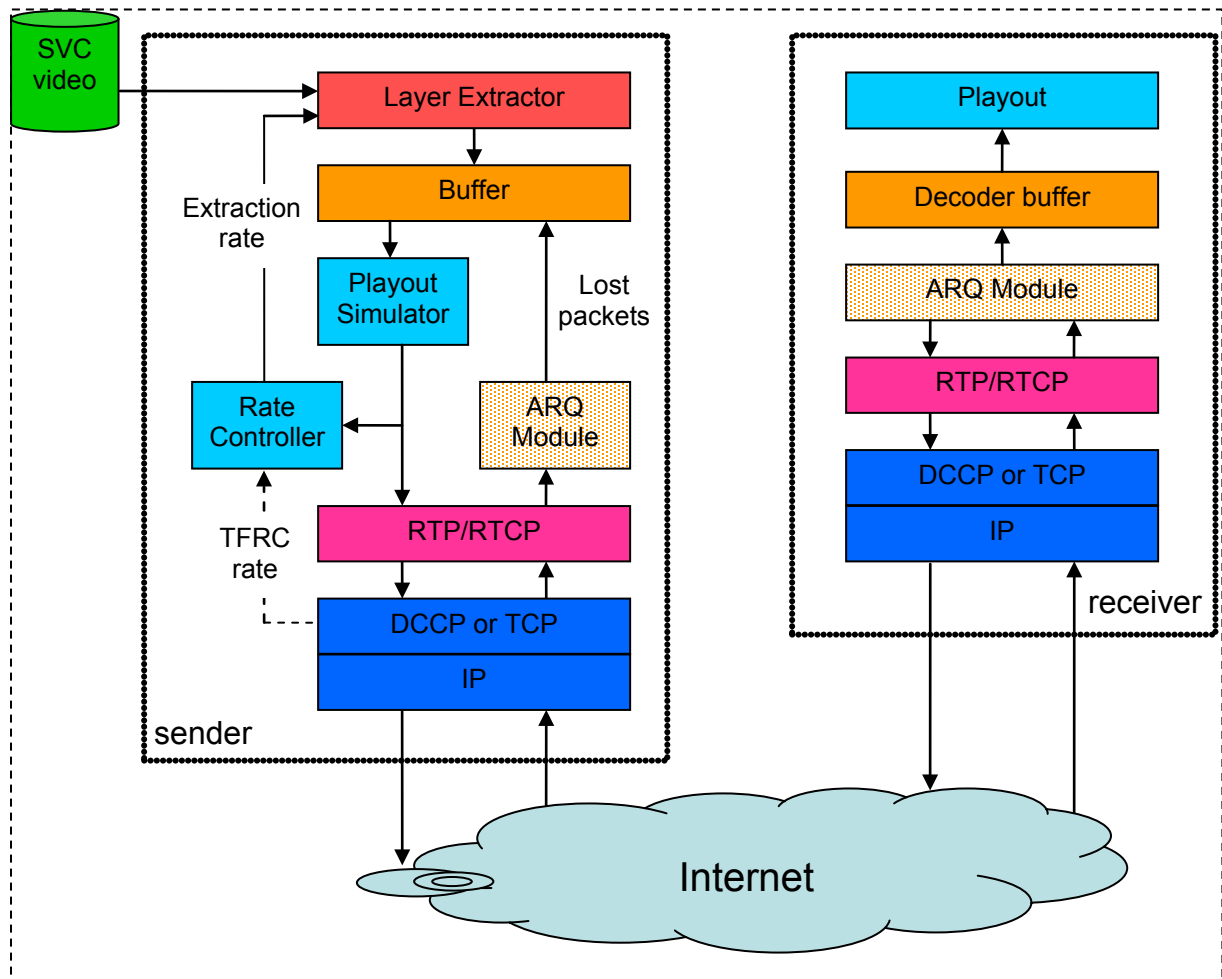 SVC
video
Layer Extractor
Buffer
Extraction
rate
Playout
Simulator
Lost
packets
Rate
Controller
ARQ
Module
TFRC
rate
RTP/RTCP
DCCP or TCP
IP
sender
Playout
Decoder buffer
ARQ Module
RTP/RTCP
DCCP or TCP
IP
receiver
Internet